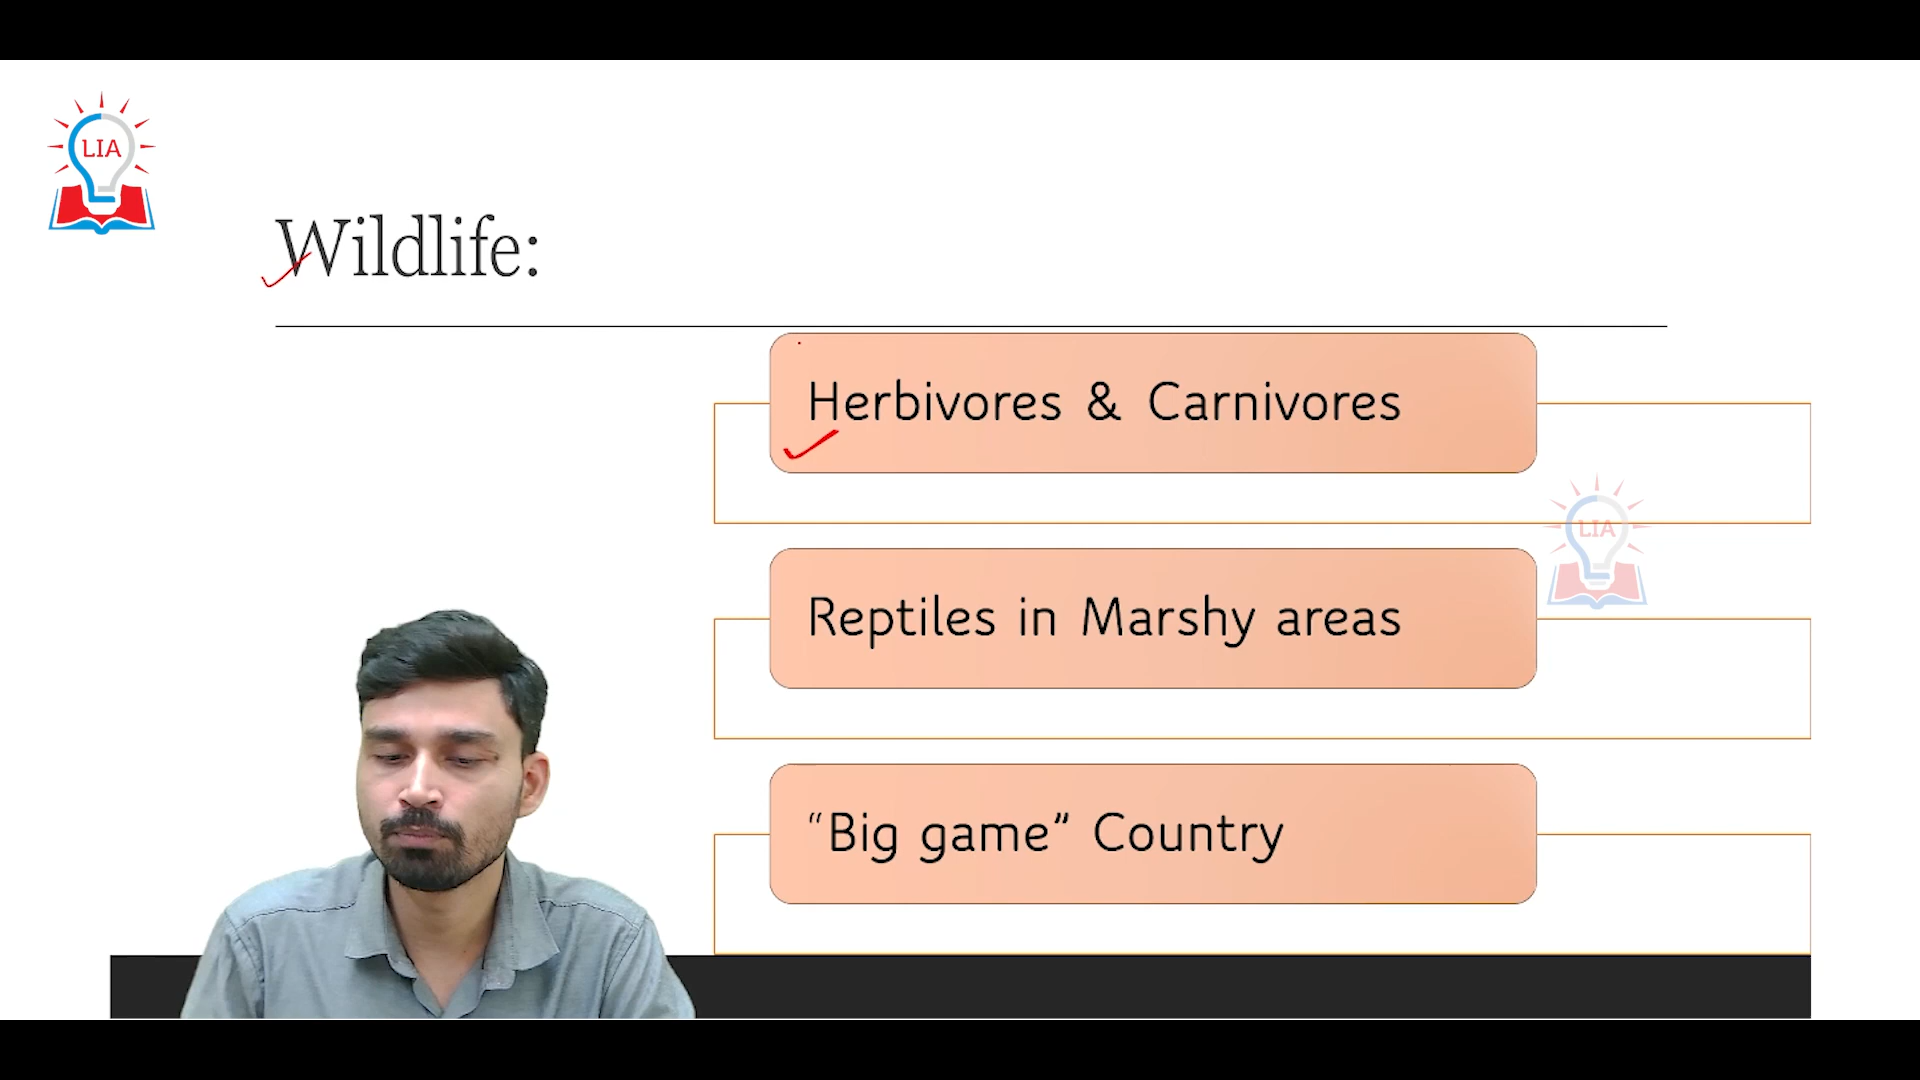 LIA
Wildlife:
Herbivores & Carnivores
LIA
Reptiles in Marshy areas
“Big game” Country